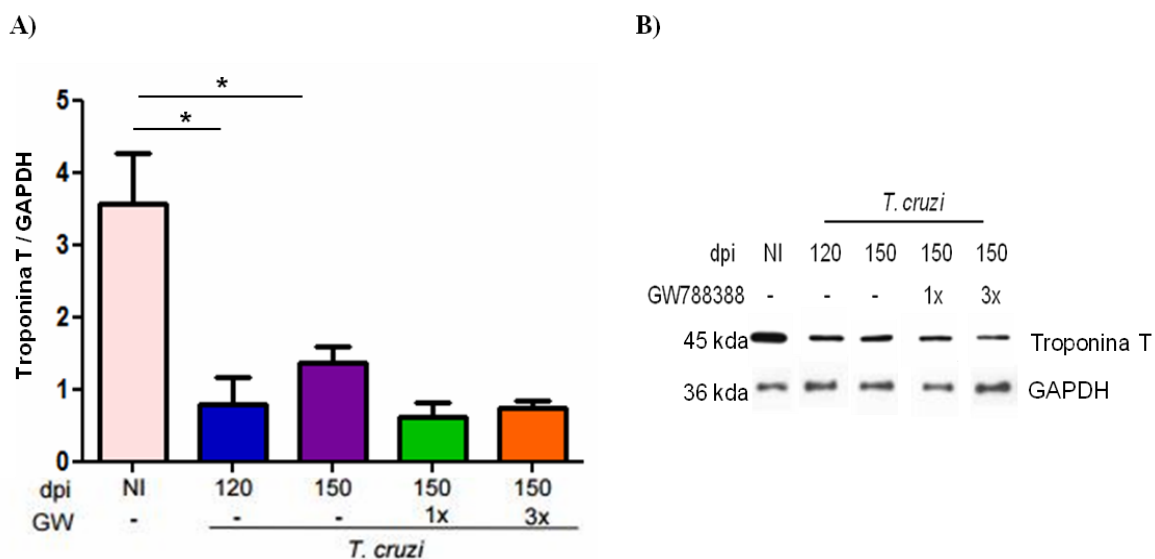 A)
*
*
5
4
3
2
1
0
Troponina T / GAPDH
dpi NI 120 150 150 150
GW - - - 1x 3x
T. cruzi
B)
T. cruzi
dpi NI 120 150 150 150
GW788388 - - - 1x 3x
45 kda Troponina T
36 kda GAPDH